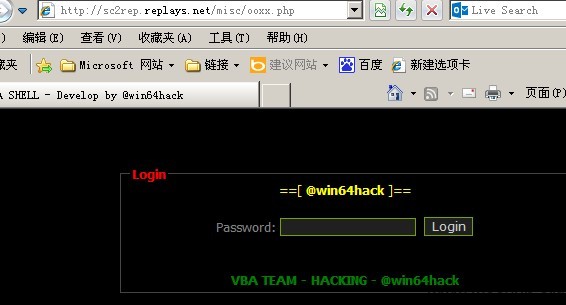 http://sc2rep.replays.net/misc/ooxx.php
Live Search
编辑(E) 查看(V) 收藏夹(A) 工具(T) 帮助(H)
藏夹 Microsoft 网站 链接 建议网站 百度 新建选项卡
A SHELL - Develop by @win64hack
页面(P)
Login
==[ @win64hack ]==
Password: Login
VBA TEAM - HACKING - @win64hack